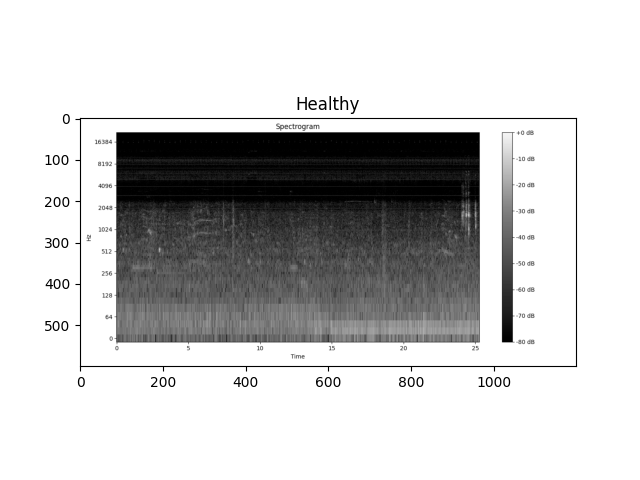 Healthy
Spectrogram
0
100
200
300
400
500
0 200 400 600 800 1000
16384
8192
4096
2048
1024
512
256
128
64
0
Hz
0 5 10 15 20 25
Time
+0 dB
-10 dB
-20 dB
-30 dB
-40 dB
-50 dB
-60 dB
-70 dB
-80 dB